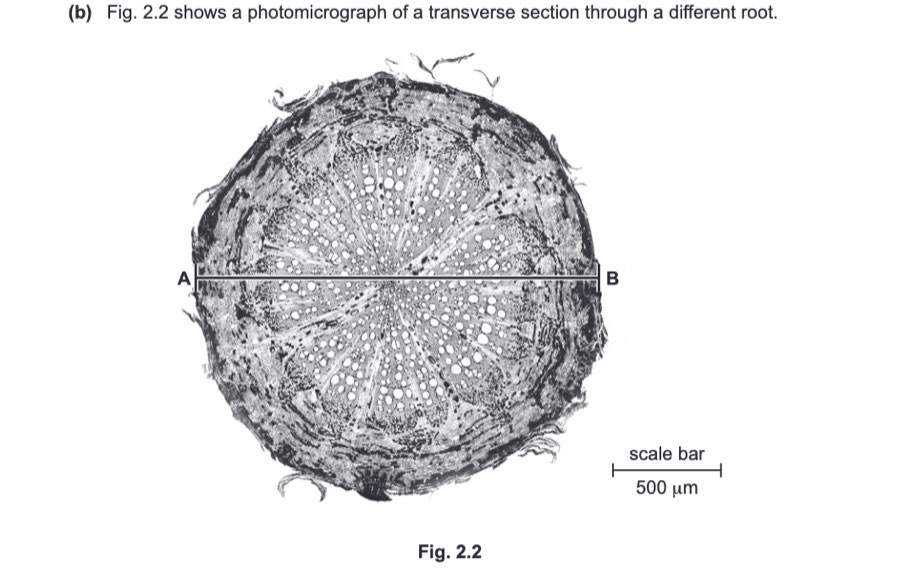 (b) Fig. 2.2 shows a photomicrograph of a transverse section through a different root.
A
B
scale bar
500 µm
Fig. 2.2